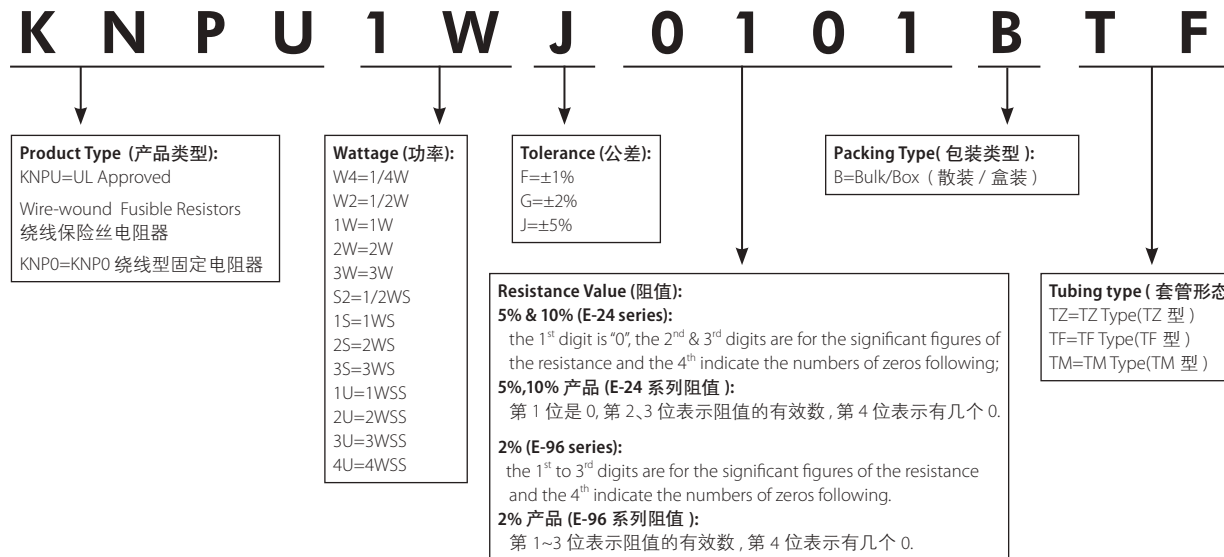 K N P U 1 W J 0 1 0 1 B T F
Product Type (产品类型):
KNPU=UL Approved
Wire-wound Fusible Resistors
绕线保险丝电阻器
KNP0=KNP0 绕线型固定电阻器
Wattage (功率):
W4=1/4W
W2=1/2W
1W=1W
2W=2W
3W=3W
S2=1/2WS
1S=1WS
2S=2WS
3S=3WS
1U=1WSS
2U=2WSS
3U=3WSS
4U=4WSS
Tolerance (公差):
F=±1%
G=±2%
J=±5%
Resistance Value (阻值):
5% & 10% (E-24 series):
the 1st digit is "0", the 2nd & 3rd digits are for the significant figures of
the resistance and the 4th indicate the numbers of zeros following;
5%,10% 产品 (E-24 系列阻值 ):
第 1 位是 0, 第 2、3 位表示阻值的有效数 , 第 4 位表示有几个 0.
2% (E-96 series):
the 1st to 3rd digits are for the significant figures of the resistance
and the 4th indicate the numbers of zeros following.
2% 产品 (E-96 系列阻值 ):
第 1~3 位表示阻值的有效数 , 第 4 位表示有几个 0.
Packing Type( 包装类型 ):
B=Bulk/Box ( 散装 / 盒装 )
Tubing type ( 套管形态
TZ=TZ Type(TZ 型 )
TF=TF Type(TF 型 )
TM=TM Type(TM 型 )